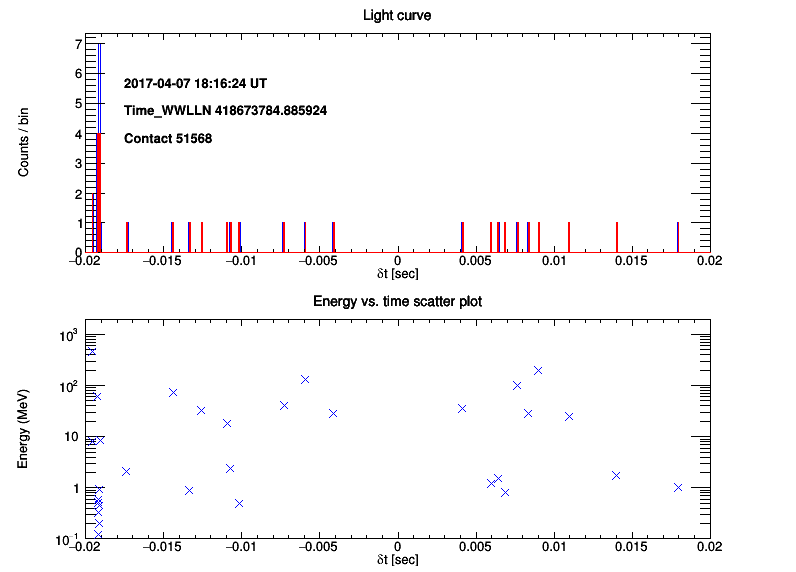 Light curve
Counts / bin
7
6
5
4
3
2
1
0
2017-04-07 18:16:24 UT
Time_WWLLN 418673784.885924
Contact 51568
−0.02 −0.015 −0.01 −0.005 0 0.005 0.01 0.015 0.02
δt [sec]
Energy vs. time scatter plot
Energy (MeV)
10³
10²
10
1
10⁻¹
−0.02 −0.015 −0.01 −0.005 0 0.005 0.01 0.015 0.02
δt [sec]